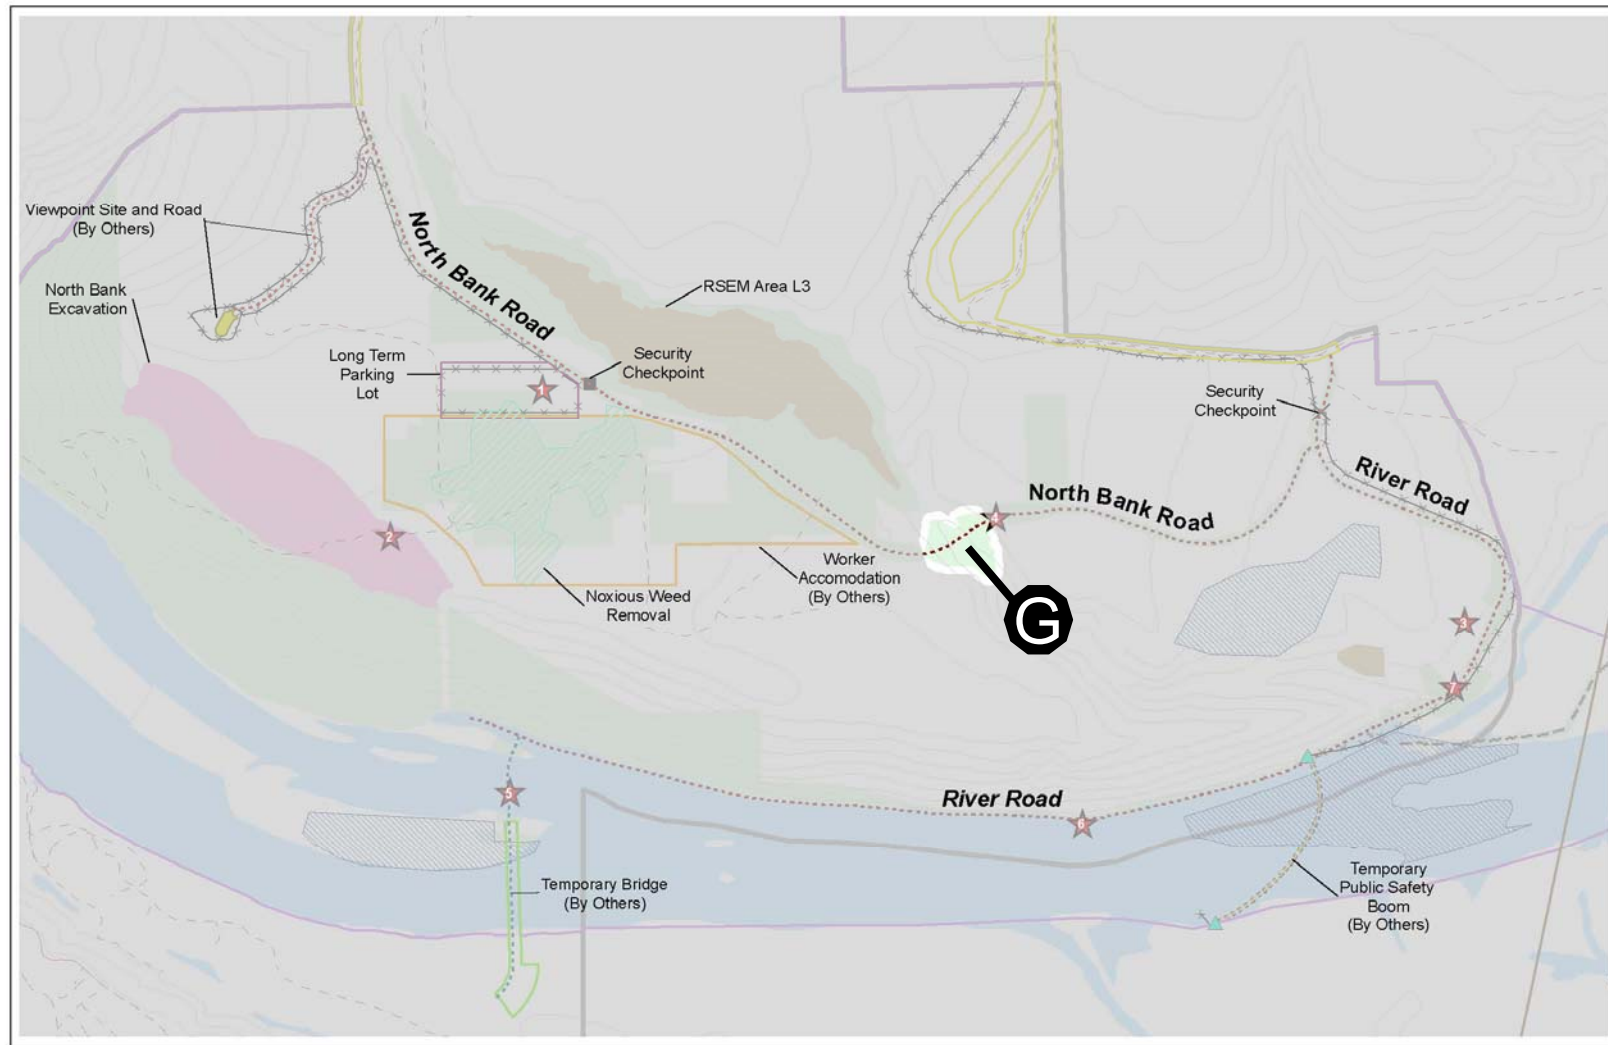 Viewpoint Site and Road
(By Others)
North Bank
Excavation
North Bank Road
RSEM Area L3
Long Term
Parking
Lot
Security
Checkpoint
1
Security
Checkpoint
River Road
North Bank Road
4
2
Worker
Accomodation
(By Others)
Noxious Weed
Removal
G
3
7
5
River Road
6
Temporary Bridge
(By Others)
Temporary
Public Safety
Boom
(By Others)